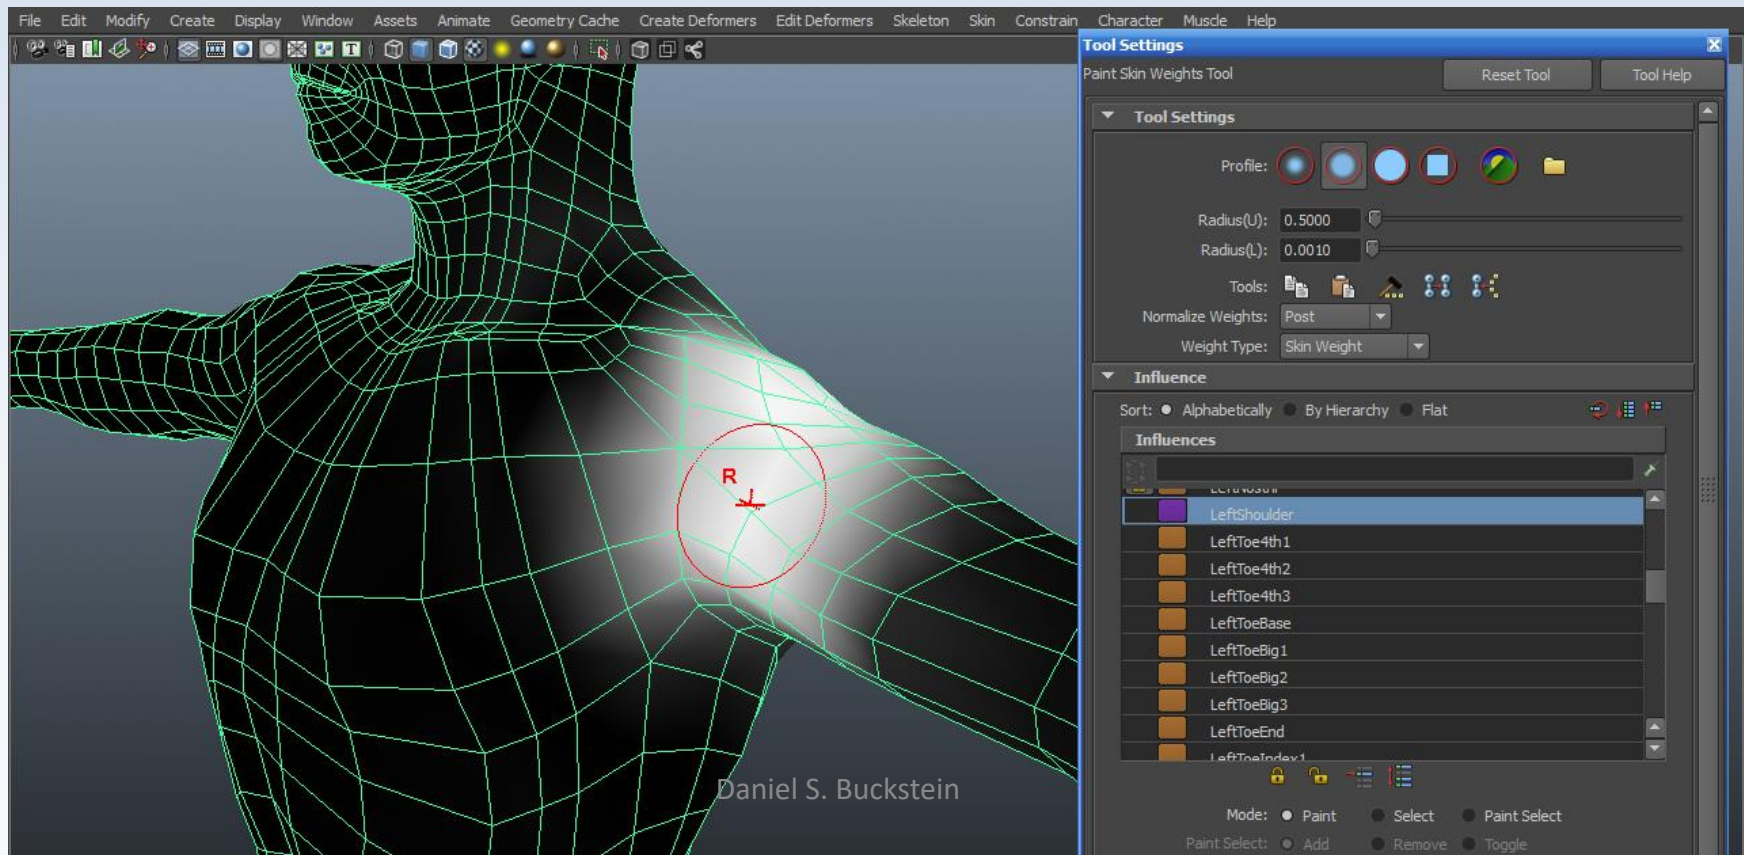 File Edit Modify Create Display Window Assets Animate Geometry Cache Create Deformers Edit Deformers Skeleton Skin Constrain Character Muscle Help
T
Tool Settings
Paint Skin Weights Tool Reset Tool Tool Help
Tool Settings
Profile:
Radius(U): 0.5000
Radius(L): 0.0010
Tools:
Normalize Weights: Post
Weight Type: Skin Weight
Influence
Sort: Alphabetically By Hierarchy Flat
Influences
LeftShoulder
LeftToe4th1
LeftToe4th2
LeftToe4th3
LeftToeBase
LeftToeBig1
LeftToeBig2
LeftToeBig3
LeftToeEnd
LeftToeIndex1
Mode: Paint Select Paint Select
Paint Select: Add Remove Toggle
R
Daniel S. Buckstein